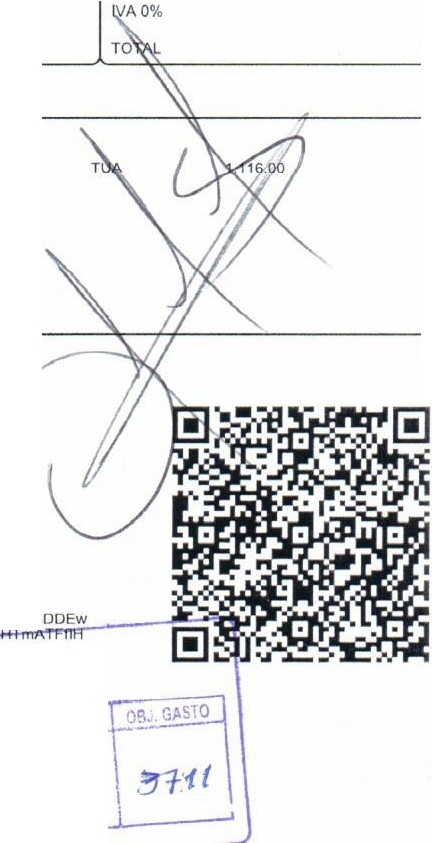 IVA 0%
TOTAL
TUA 1,116.00
DDEw
H1mATFflH
OBJ. GASTO
3711